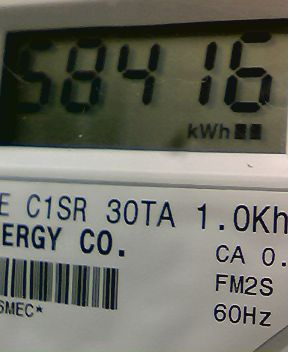 58416
kWh
E C1SR 30TA 1.0Kh
ERGY CO.
CA 0.
FM2S
60Hz
SMEC*